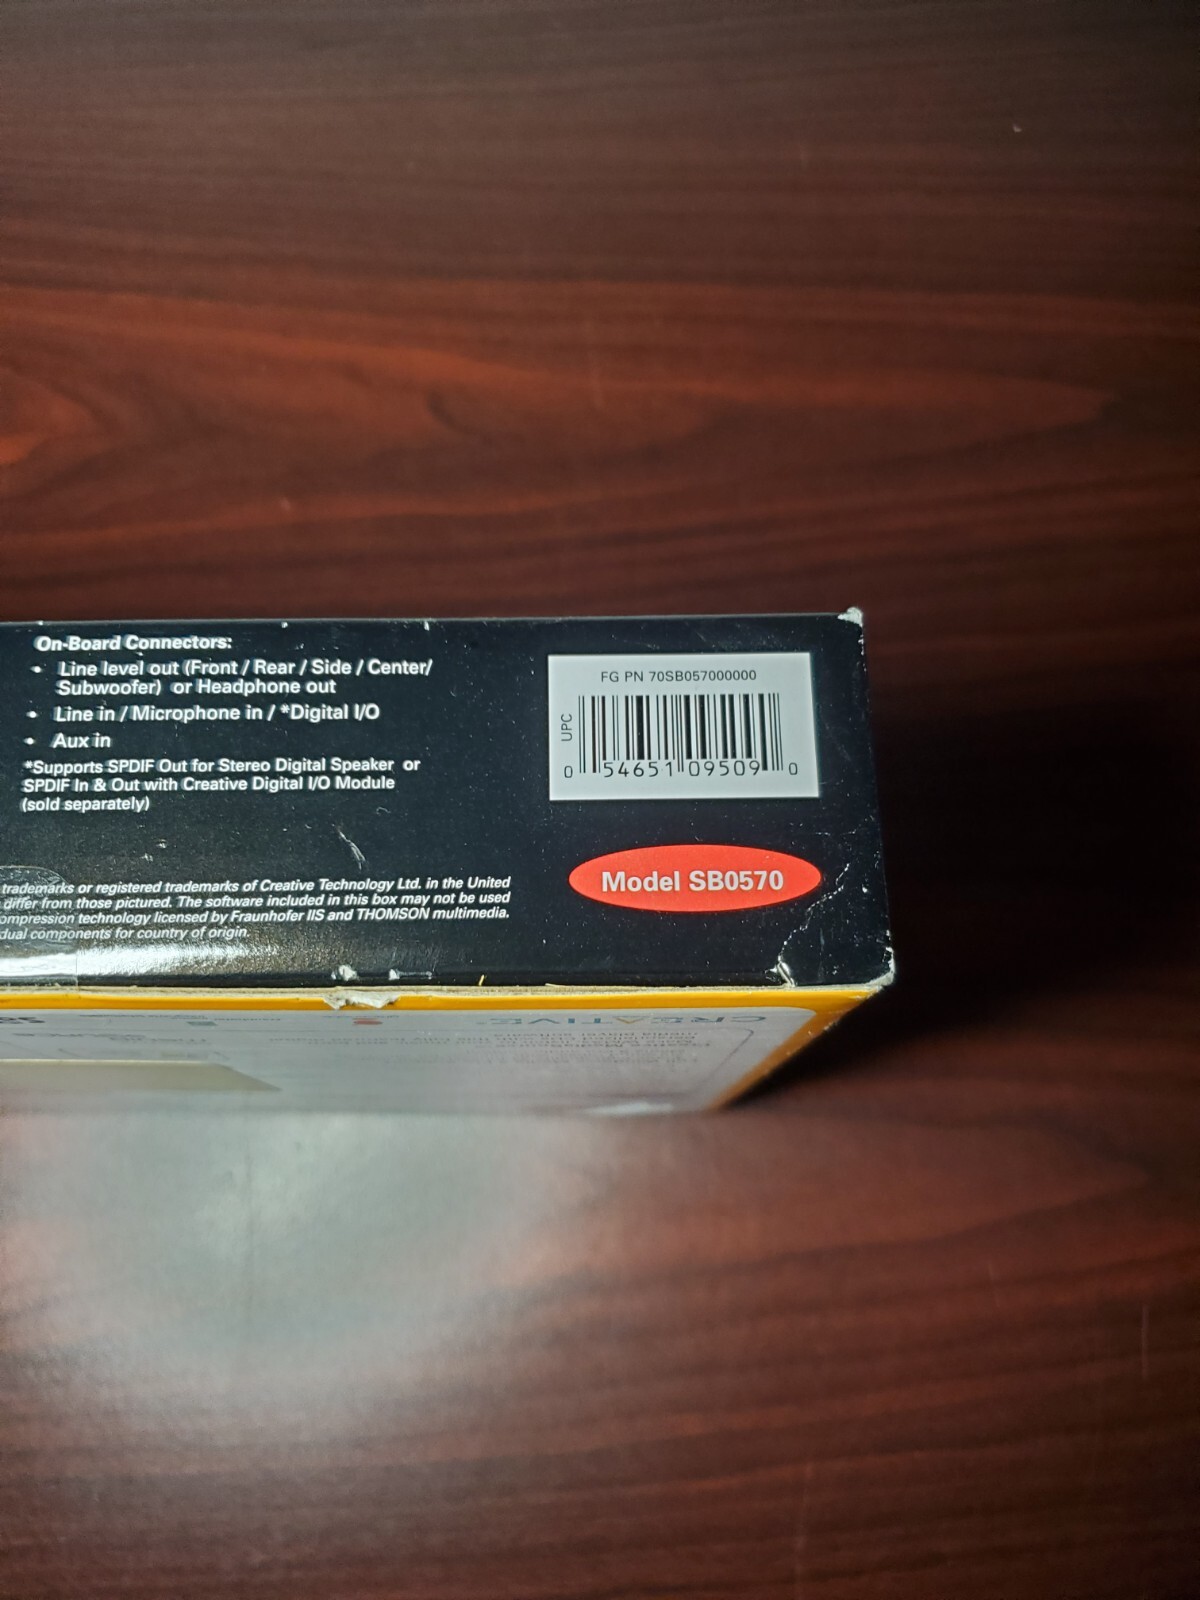 On-Board Connectors:
• Line level out (Front / Rear / Side / Center/
Subwoofer) or Headphone out
• Line in / Microphone in / *Digital I/O
• Aux in
*Supports SPDIF Out for Stereo Digital Speaker or
SPDIF In & Out with Creative Digital I/O Module
(sold separately)
trademarks or registered trademarks of Creative Technology Ltd. in the United
differ from those pictured. The software included in this box may not be used
ompression technology licensed by Fraunhofer IIS and THOMSON multimedia.
dual components for country of origin.
FG PN 70SB057000000
UPC
0 54651 09509 0
Model SB0570
CREATIVE